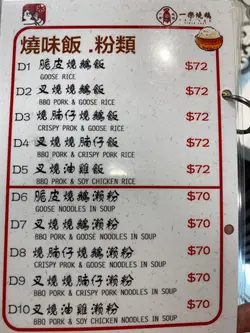 一樂燒鵝
燒味飯 .粉類
D1 脆皮燒鵝飯 $72
GOOSE RICE
D2 叉燒燒鵝飯 $72
BBQ PORK & GOOSE RICE
D3 燒腩仔燒鵝飯 $72
CRISPY PROK & GOOSE RICE
D4 叉燒燒腩仔飯 $72
BBQ PORK & CRISPY PORK RICE
D5 叉燒油雞飯 $72
BBQ PROK & SOY CHICKEN RICE
D6 脆皮燒鵝瀨粉 $70
GOOSE NOODLES IN SOUP
D7 叉燒燒鵝瀨粉 $70
BBQ PORK & GOOSE NOODLES IN SOUP
D8 燒腩仔燒鵝瀨粉 $70
CRISPY PROK & GOOSE NOODLES IN SOUP
D9 叉燒燒腩仔瀨粉 $70
BBQ PORK & CRISPY PORK NOODLES IN SOUP
D10 叉燒油雞瀨粉 $70
BBQ PORK & SOY CHICKEN NOODLES IN SOUP